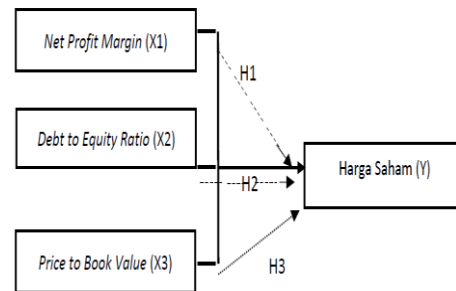 Net Profit Margin (X1)
H1
Debt to Equity Ratio (X2)
Harga Saham (Y)
H2
Price to Book Value (X3)
H3